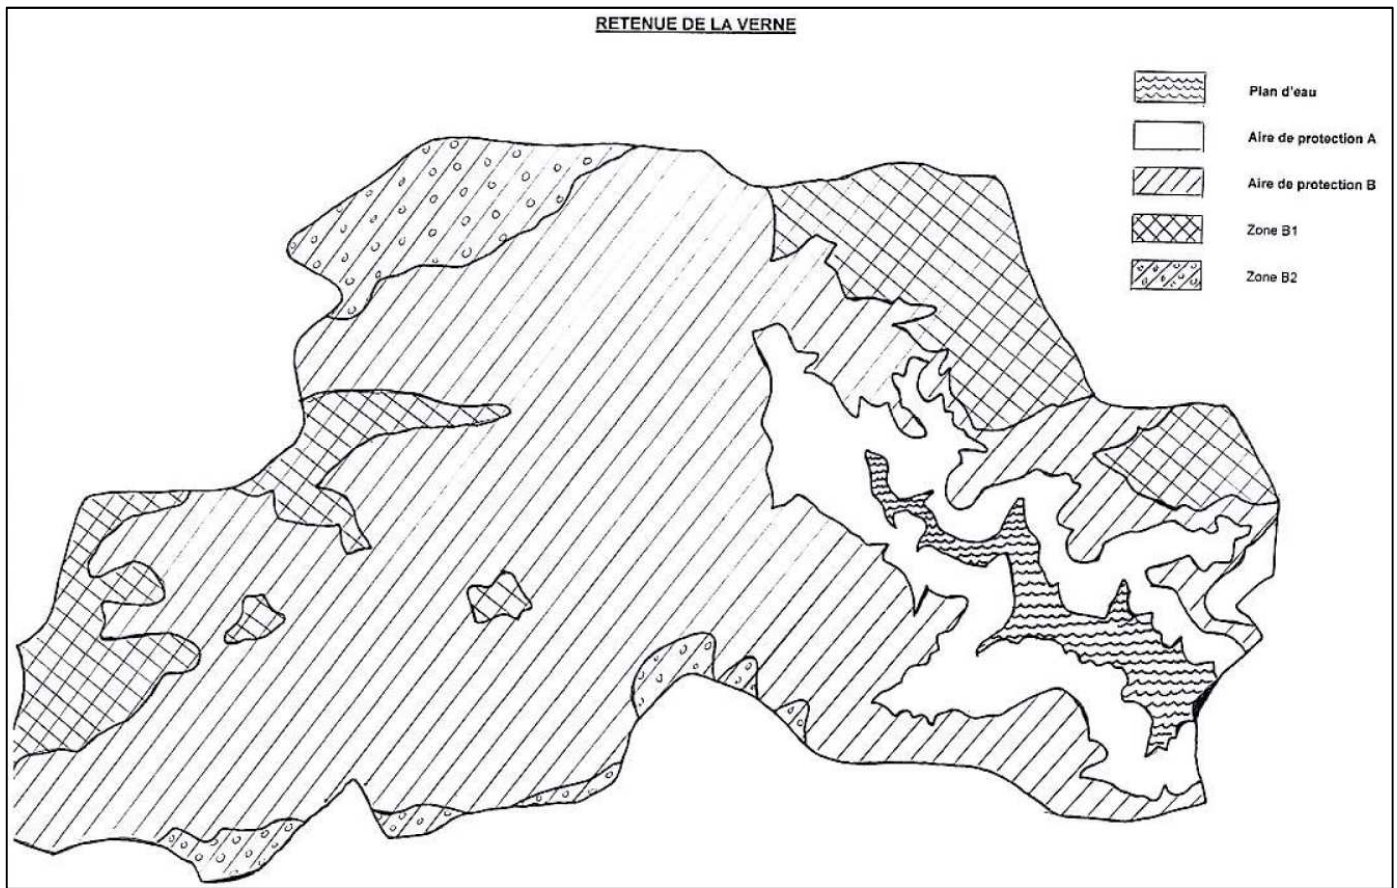 RETENUE DE LA VERNE
Plan d'eau
Aire de protection A
Aire de protection B
Zone B1
Zone B2